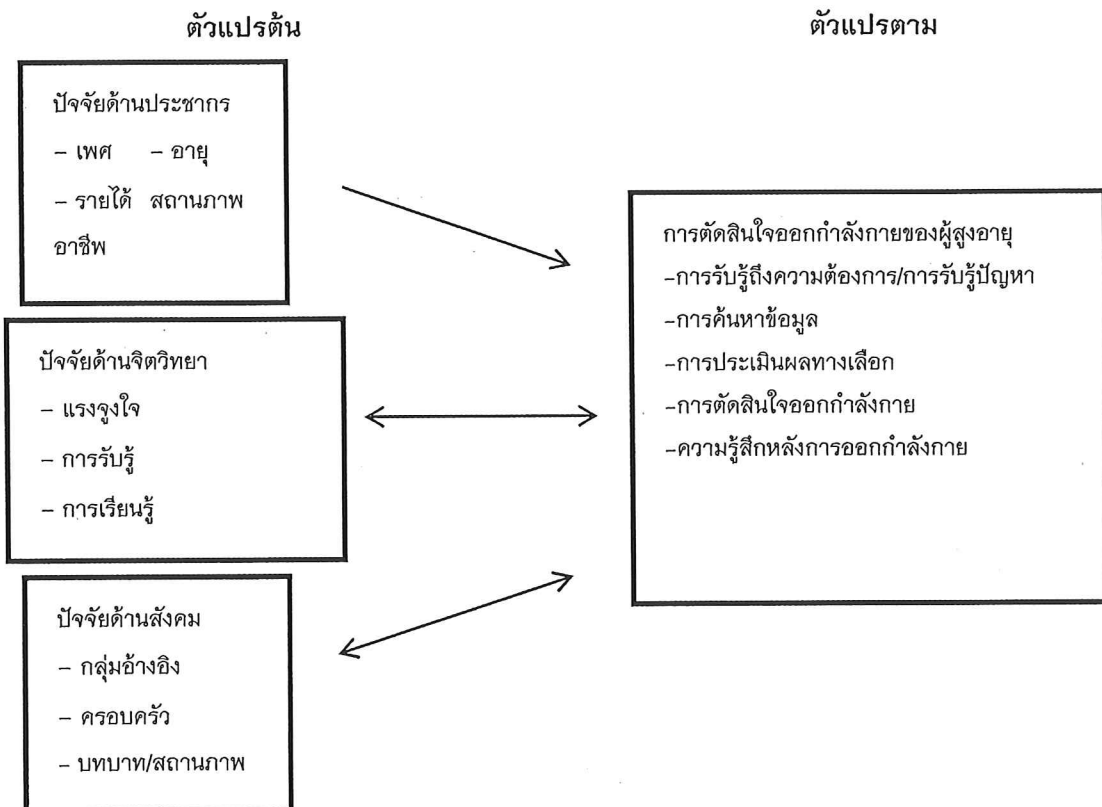 ตัวแปรต้น
ปัจจัยด้านประชากร
– เพศ – อายุ
– รายได้ สถานภาพ
อาชีพ
ปัจจัยด้านจิตวิทยา
– แรงจูงใจ
– การรับรู้
– การเรียนรู้
ปัจจัยด้านสังคม
– กลุ่มอ้างอิง
– ครอบครัว
– บทบาท/สถานภาพ
ตัวแปรตาม
การตัดสินใจออกกำลังกายของผู้สูงอายุ
–การรับรู้ถึงความต้องการ/การรับรู้ปัญหา
–การค้นหาข้อมูล
–การประเมินผลทางเลือก
–การตัดสินใจออกกำลังกาย
–ความรู้สึกหลังการออกกำลังกาย